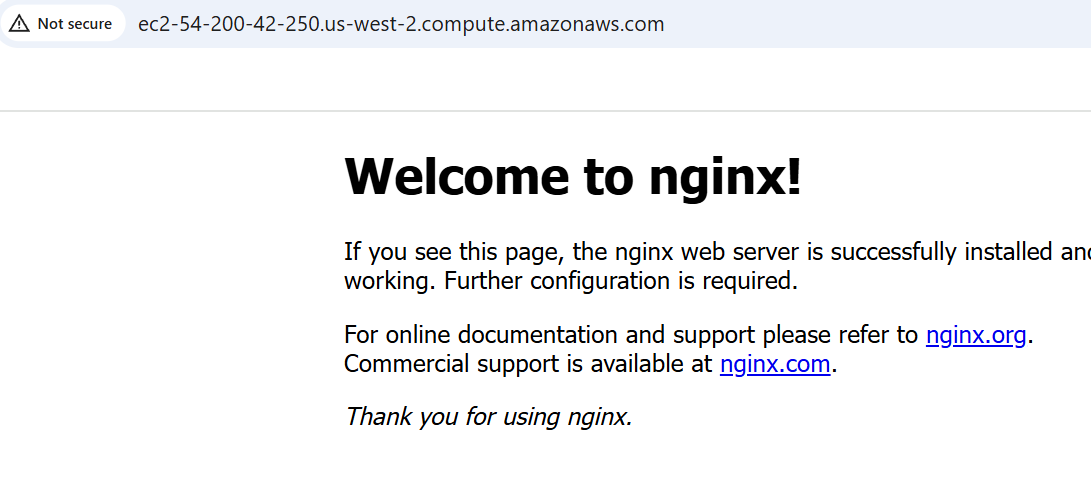 Not secure
ec2-54-200-42-250.us-west-2.compute.amazonaws.com
Welcome to nginx!
If you see this page, the nginx web server is successfully installed
working. Further configuration is required.
For online documentation and support please refer to nginx.org.
Commercial support is available at nginx.com.
Thank you for using nginx.